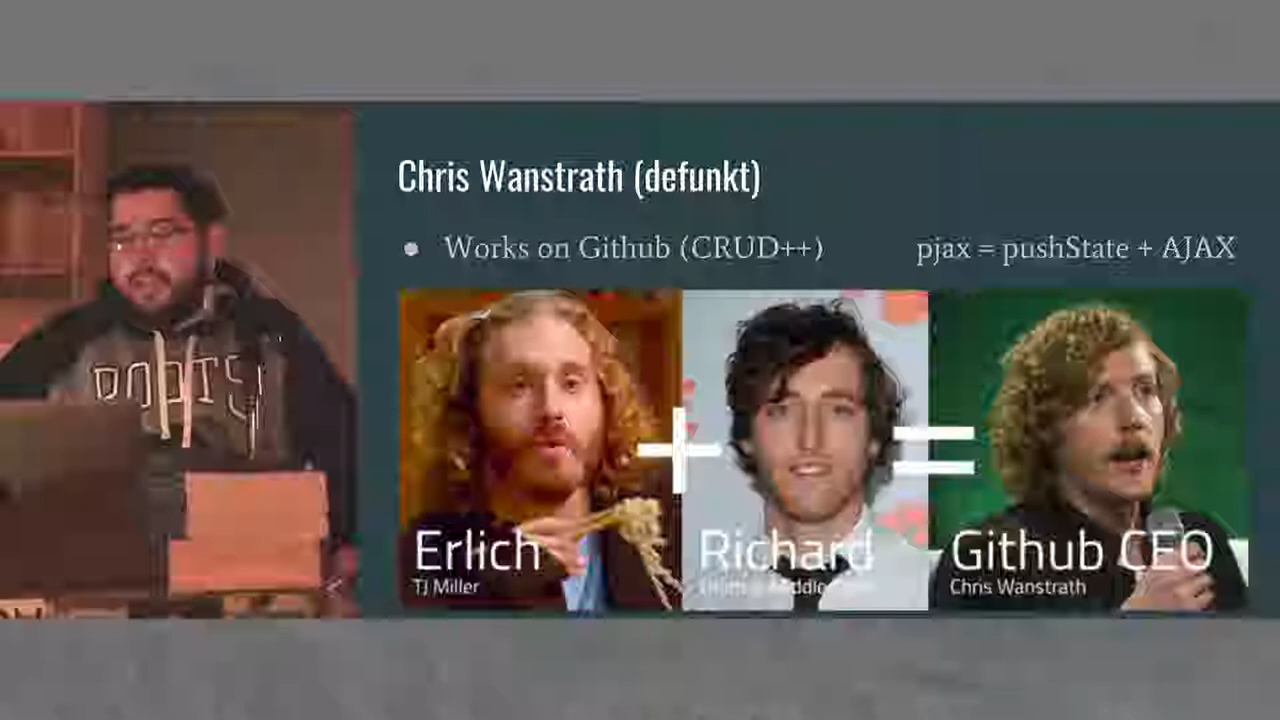 Chris Wanstrath (defunkt)
• Works on Github (CRUD++)
pjax = pushState + AJAX
+
=
Erlich
TJ Miller
Richard
Github CEO
Chris Wanstrath